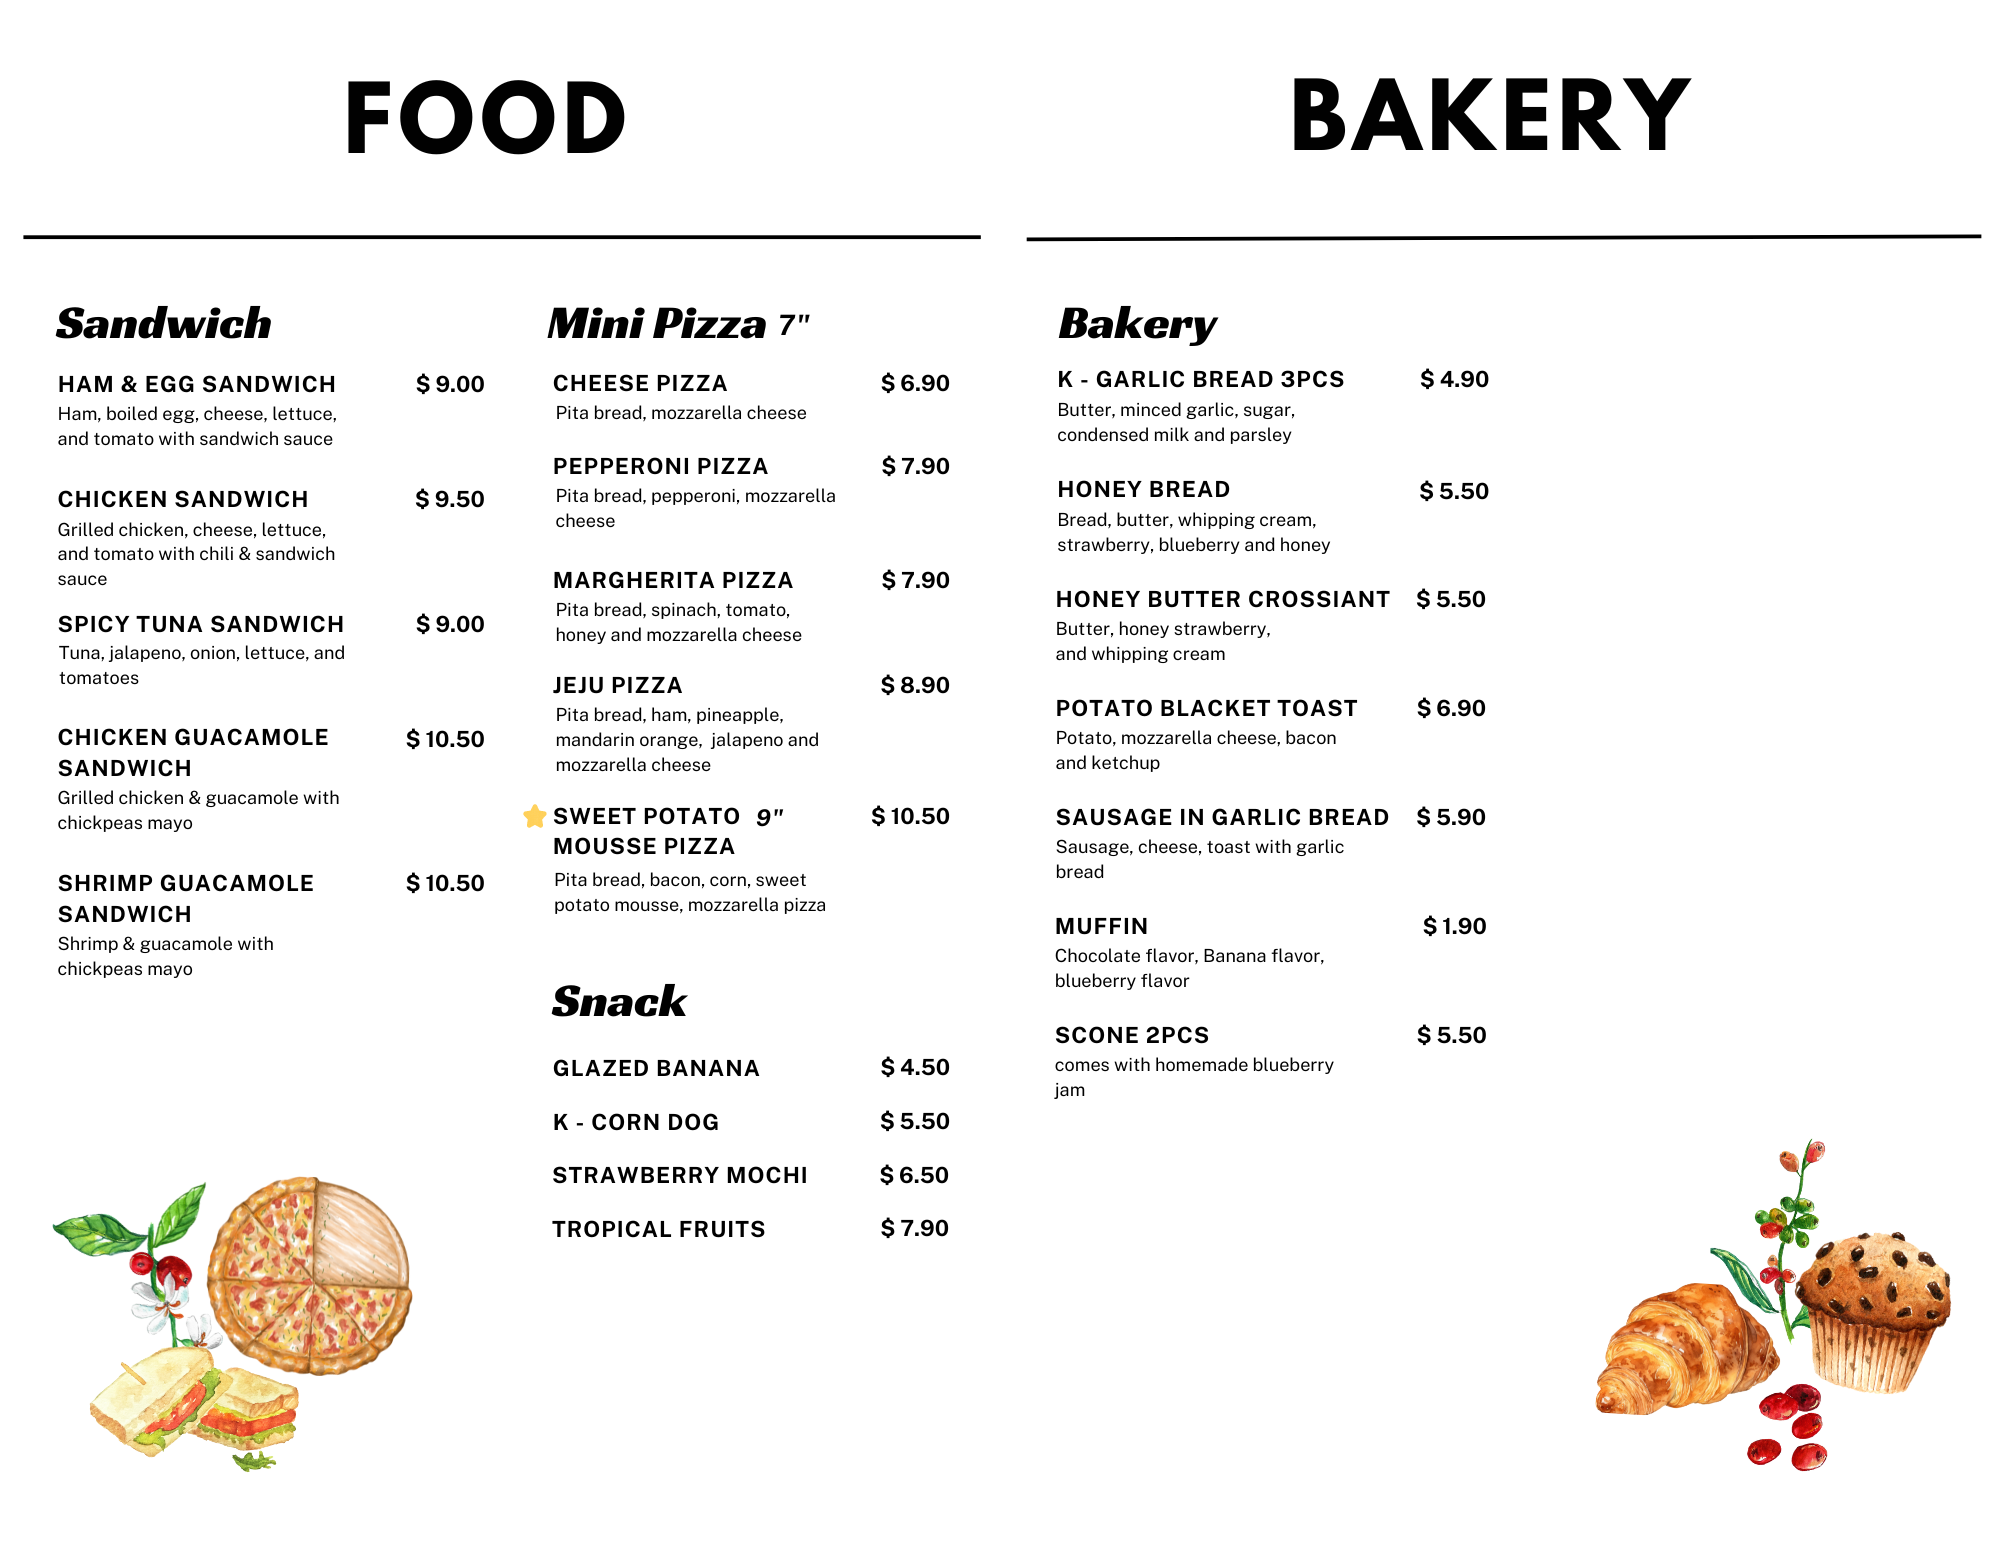 FOOD
Sandwich
HAM & EGG SANDWICH $ 9.00
Ham, boiled egg, cheese, lettuce,
and tomato with sandwich sauce
CHICKEN SANDWICH $ 9.50
Grilled chicken, cheese, lettuce,
and tomato with chili & sandwich
sauce
SPICY TUNA SANDWICH $ 9.00
Tuna, jalapeno, onion, lettuce, and
tomatoes
CHICKEN GUACAMOLE $ 10.50
SANDWICH
Grilled chicken & guacamole with
chickpeas mayo
SHRIMP GUACAMOLE $ 10.50
SANDWICH
Shrimp & guacamole with
chickpeas mayo
Mini Pizza 7"
CHEESE PIZZA $ 6.90
Pita bread, mozzarella cheese
PEPPERONI PIZZA $ 7.90
Pita bread, pepperoni, mozzarella
cheese
MARGHERITA PIZZA $ 7.90
Pita bread, spinach, tomato,
honey and mozzarella cheese
JEJU PIZZA $ 8.90
Pita bread, ham, pineapple,
mandarin orange, jalapeno and
mozzarella cheese
SWEET POTATO 9" $ 10.50
MOUSSE PIZZA
Pita bread, bacon, corn, sweet
potato mousse, mozzarella pizza
Snack
GLAZED BANANA $ 4.50
K - CORN DOG $ 5.50
STRAWBERRY MOCHI $ 6.50
TROPICAL FRUITS $ 7.90
BAKERY
Bakery
K - GARLIC BREAD 3PCS $ 4.90
Butter, minced garlic, sugar,
condensed milk and parsley
HONEY BREAD $ 5.50
Bread, butter, whipping cream,
strawberry, blueberry and honey
HONEY BUTTER CROSSIANT $ 5.50
Butter, honey strawberry,
and whipping cream
POTATO BLACKET TOAST $ 6.90
Potato, mozzarella cheese, bacon
and ketchup
SAUSAGE IN GARLIC BREAD $ 5.90
Sausage, cheese, toast with garlic
bread
MUFFIN $ 1.90
Chocolate flavor, Banana flavor,
blueberry flavor
SCONE 2PCS $ 5.50
comes with homemade blueberry
jam